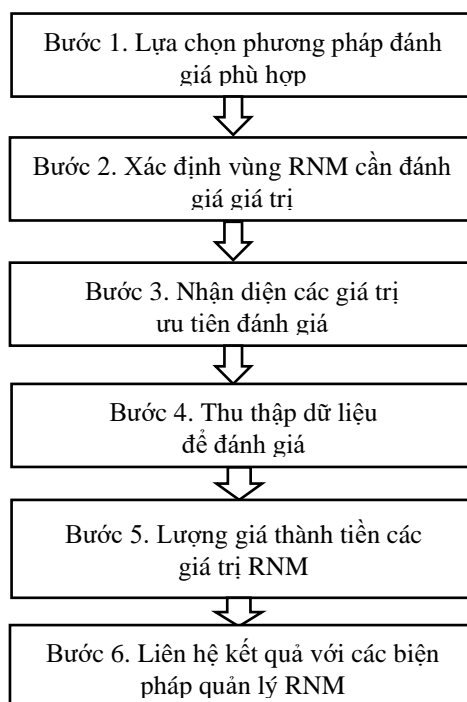 Bước 1. Lựa chọn phương pháp đánh
giá phù hợp
Bước 2. Xác định vùng RNM cần đánh
giá giá trị
Bước 3. Nhận diện các giá trị
ưu tiên đánh giá
Bước 4. Thu thập dữ liệu
để đánh giá
Bước 5. Lượng giá thành tiền các
giá trị RNM
Bước 6. Liên hệ kết quả với các biện
pháp quản lý RNM